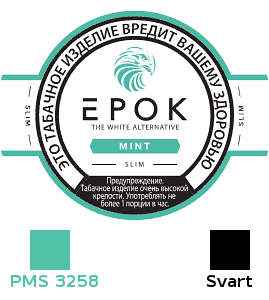 ЭТО ТАБАЧНОЕ ИЗДЕЛИЕ ВРЕДИТ ВАШЕМУ ЗДОРОВЬЮ
EPOK
THE WHITE ALTERNATIVE
MINT
SLIM
SLIM
SLIM
Предупреждение.
Табачное изделие очень высокой
крепости. Употреблять не
более 1 порции в час.
PMS 3258
Svart